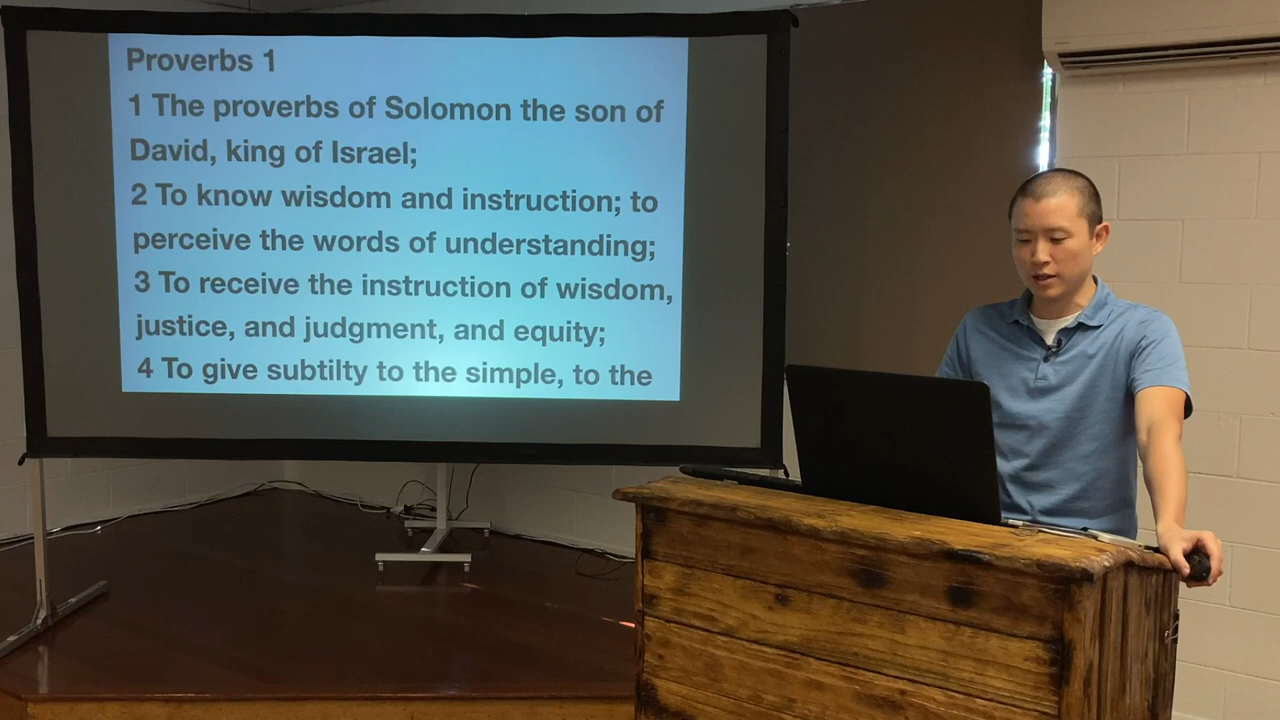 Proverbs 1
1 The proverbs of Solomon the son of
David, king of Israel;
2 To know wisdom and instruction; to
perceive the words of understanding;
3 To receive the instruction of wisdom,
justice, and judgment, and equity;
4 To give subtilty to the simple, to the